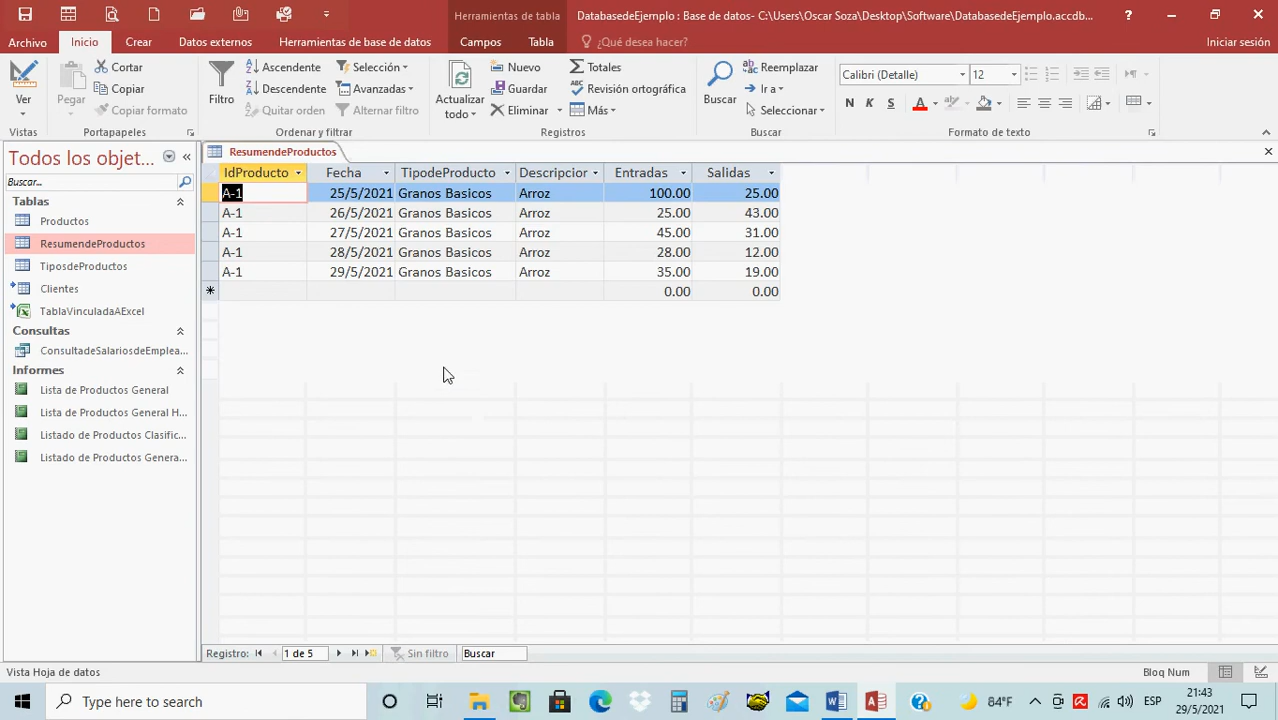 Herramientas de tabla
DatabasedeEjemplo : Base de datos- C:\Users\Oscar Soza\Desktop\Software\DatabasedeEjemplo.accdb...
?
Archivo Inicio Crear Datos externos Herramientas de base de datos Campos Tabla ¿Qué desea hacer? Iniciar sesión
Ver
Vistas
Pegar
Cortar
Copiar
Copiar formato
Portapapeles
Filtro
Ascendente
Descendente
Quitar orden
Selección
Avanzadas
Alternar filtro
Ordenar y filtrar
Actualizar
todo
Nuevo
Guardar
Eliminar
Totales
Revisión ortográfica
Más
Registros
Buscar
Reemplazar
Ir a
Seleccionar
Buscar
Calibri (Detalle) 12
N K S A
Formato de texto
Todos los objet...
Buscar...
Tablas
Productos
ResumendeProductos
TiposdeProductos
Clientes
TablaVinculadaAExcel
Consultas
ConsultadeSalariosdeEmplea...
Informes
Lista de Productos General
Lista de Productos General H...
Listado de Productos Clasific...
Listado de Productos Genera...
ResumendeProductos
IdProducto Fecha TipodeProducto Descripcior Entradas Salidas
A-1 25/5/2021 Granos Basicos Arroz 100.00 25.00
A-1 26/5/2021 Granos Basicos Arroz 25.00 43.00
A-1 27/5/2021 Granos Basicos Arroz 45.00 31.00
A-1 28/5/2021 Granos Basicos Arroz 28.00 12.00
A-1 29/5/2021 Granos Basicos Arroz 35.00 19.00
* 0.00 0.00
Registro: 1 de 5 Sin filtro Buscar
Vista Hoja de datos Bloq Num
Type here to search 84°F ESP 21:43
29/5/2021